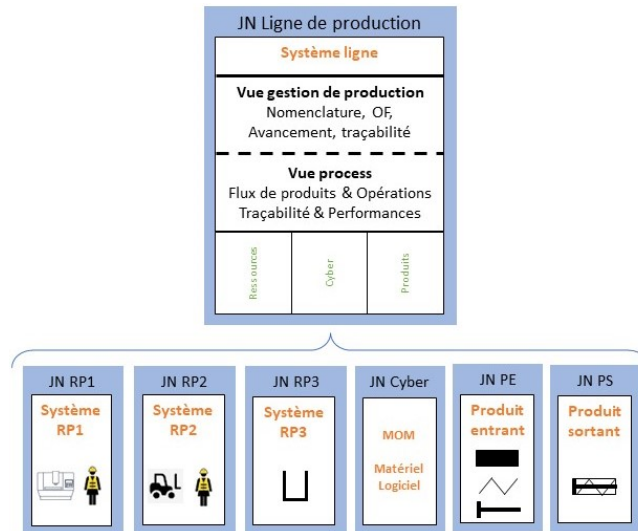 JN Ligne de production
Système ligne
Vue gestion de production
Nomenclature, OF,
Avancement, traçabilité
Vue process
Flux de produits & Opérations
Traçabilité & Performances
Ressources
Cyber
Produits
JN RP1
Système
RP1
JN RP2
Système
RP2
JN RP3
Système
RP3
JN Cyber
MOM
Matériel
Logiciel
JN PE
Produit
entrant
JN PS
Produit
sortant